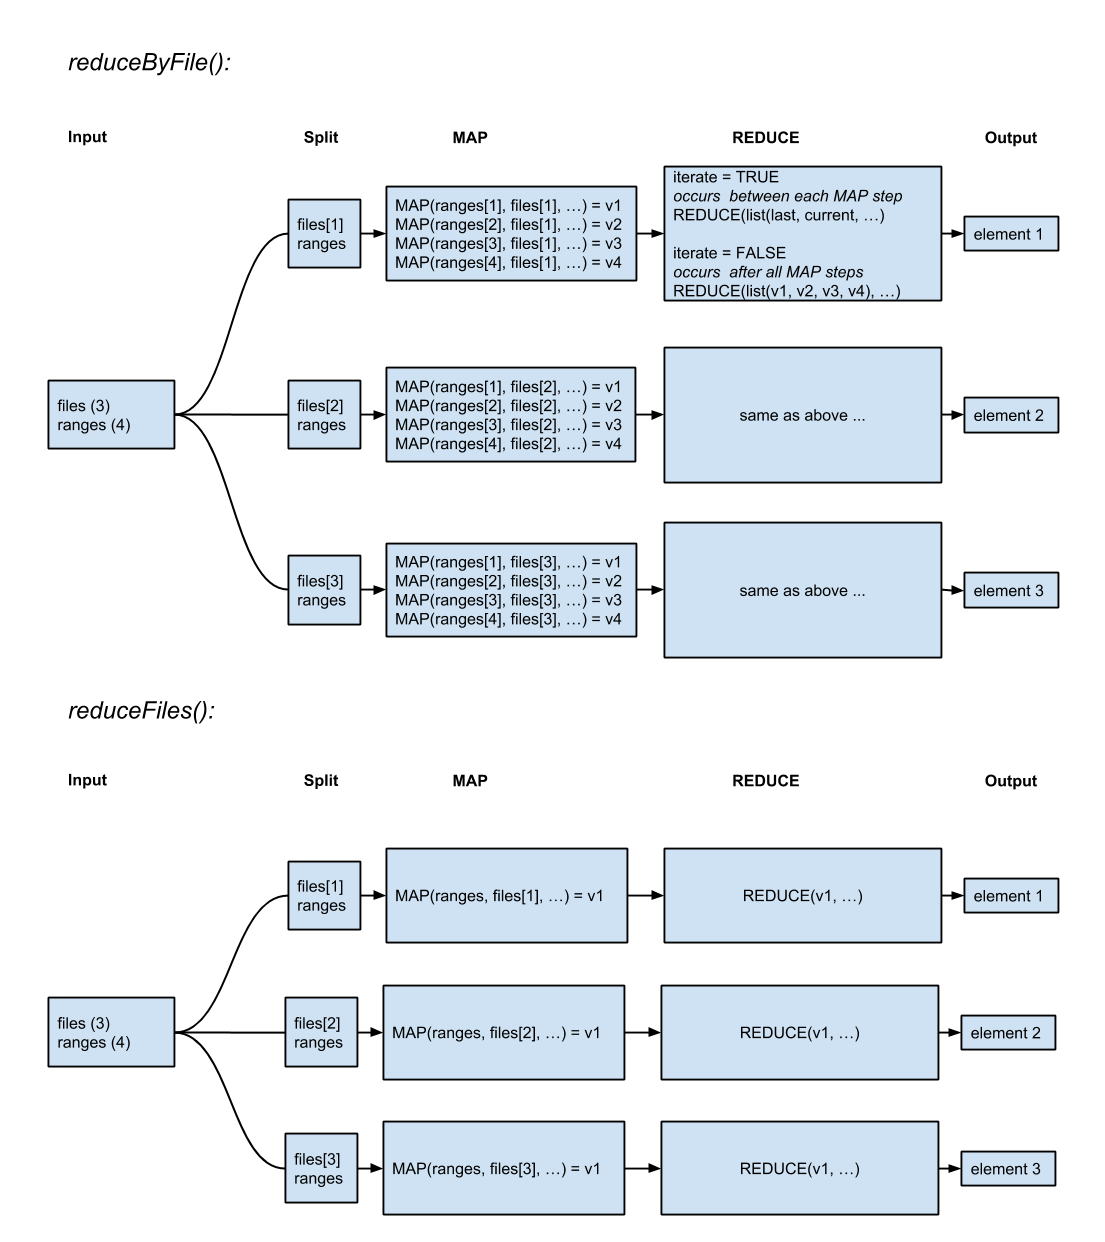 reduceByFile():
Input Split MAP REDUCE Output
files (3)
ranges (4)
files[1]
ranges
MAP(ranges[1], files[1], …) = v1
MAP(ranges[2], files[1], …) = v2
MAP(ranges[3], files[1], …) = v3
MAP(ranges[4], files[1], …) = v4
iterate = TRUE
occurs  between each MAP step
REDUCE(list(last, current, …)
iterate = FALSE
occurs  after all MAP steps
REDUCE(list(v1, v2, v3, v4), …)
element 1
files[2]
ranges
MAP(ranges[1], files[2], …) = v1
MAP(ranges[2], files[2], …) = v2
MAP(ranges[3], files[2], …) = v3
MAP(ranges[4], files[2], …) = v4
same as above ...
element 2
files[3]
ranges
MAP(ranges[1], files[3], …) = v1
MAP(ranges[2], files[3], …) = v2
MAP(ranges[3], files[3], …) = v3
MAP(ranges[4], files[3], …) = v4
same as above ...
element 3
reduceFiles():
Input Split MAP REDUCE Output
files (3)
ranges (4)
files[1]
ranges
MAP(ranges, files[1], …) = v1
REDUCE(v1, …)
element 1
files[2]
ranges
MAP(ranges, files[2], …) = v1
REDUCE(v1, …)
element 2
files[3]
ranges
MAP(ranges, files[3], …) = v1
REDUCE(v1, …)
element 3